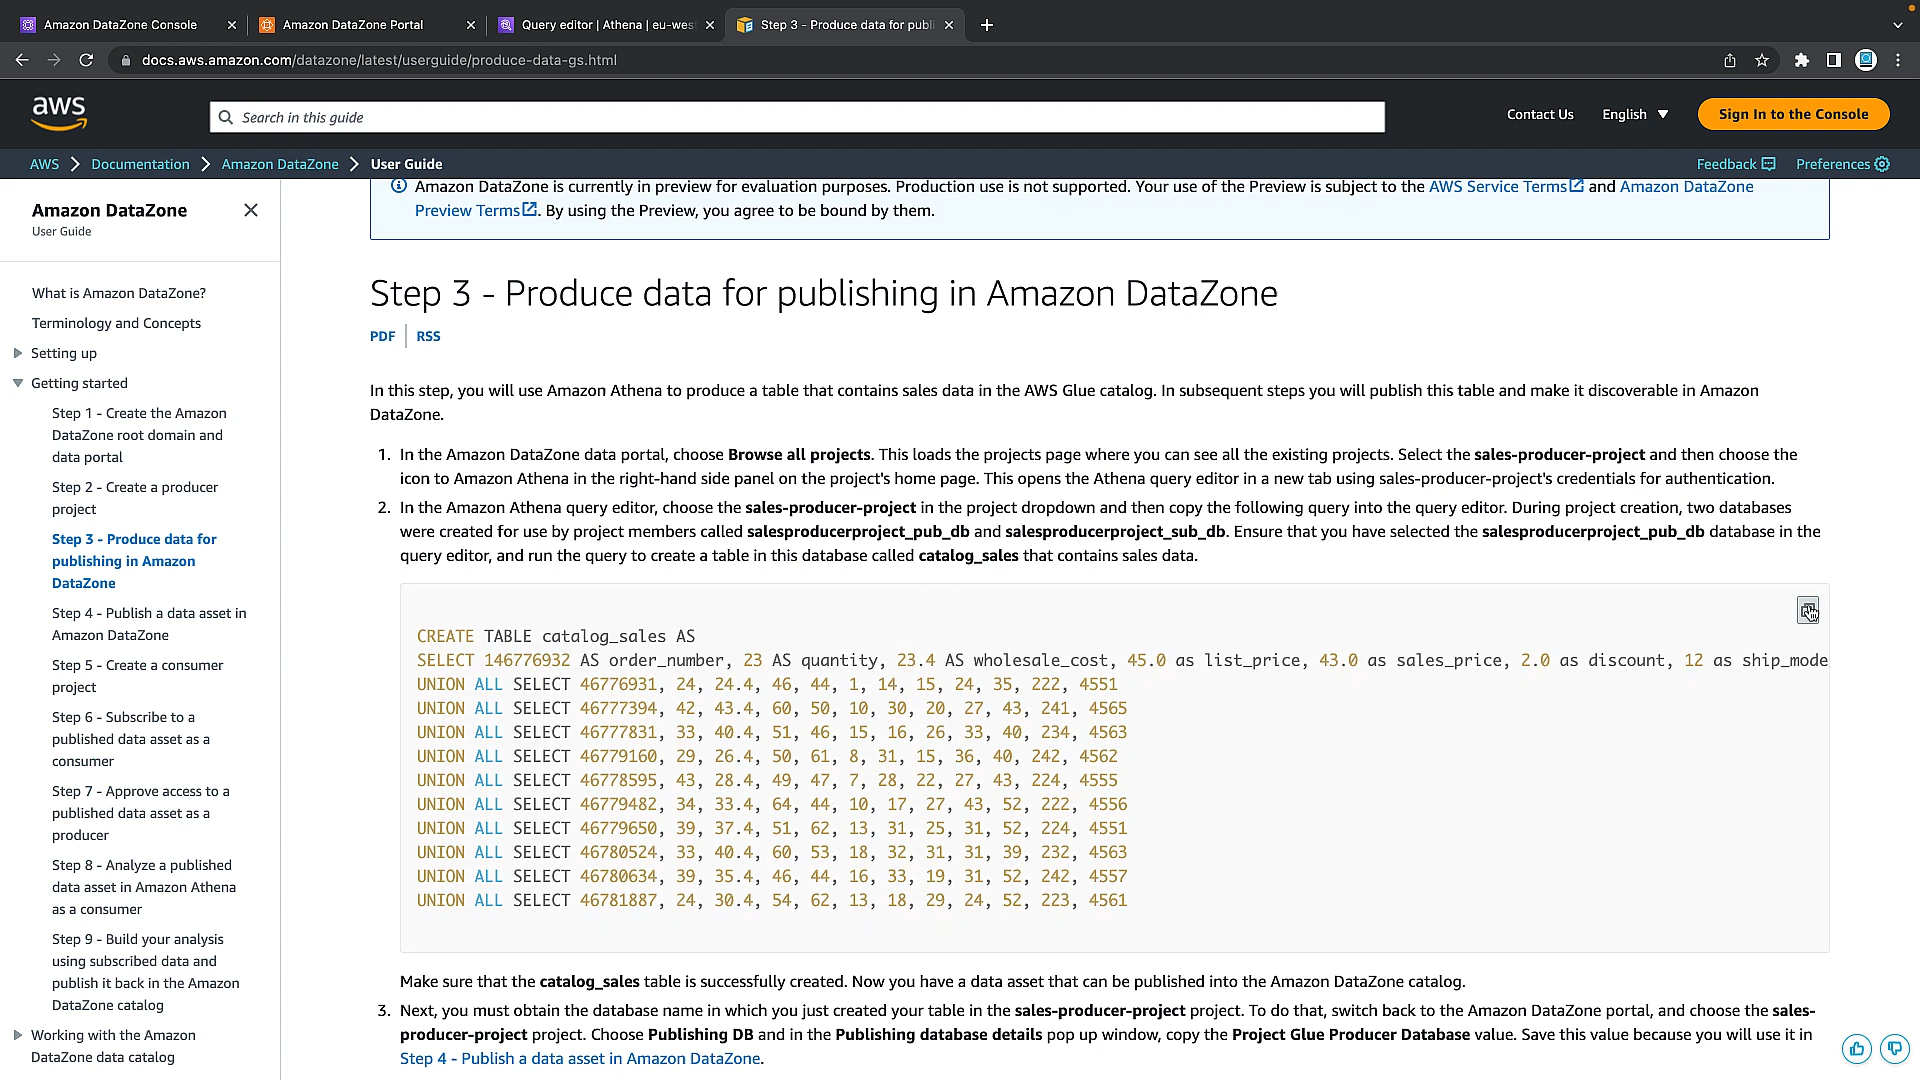 Amazon DataZone Console
Amazon DataZone Portal
Query editor | Athena | eu-wes
Step 3 - Produce data for publi
docs.aws.amazon.com/datazone/latest/userguide/produce-data-gs.html
aws
Search in this guide
Contact Us
English
Sign In to the Console
AWS > Documentation > Amazon DataZone > User Guide
Feedback
Preferences
Amazon DataZone
User Guide
What is Amazon DataZone?
Terminology and Concepts
Setting up
Getting started
Step 1 - Create the Amazon
DataZone root domain and
data portal
Step 2 - Create a producer
project
Step 3 - Produce data for
publishing in Amazon
DataZone
Step 4 - Publish a data asset in
Amazon DataZone
Step 5 - Create a consumer
project
Step 6 - Subscribe to a
published data asset as a
consumer
Step 7 - Approve access to a
published data asset as a
producer
Step 8 - Analyze a published
data asset in Amazon Athena
as a consumer
Step 9 - Build your analysis
using subscribed data and
publish it back in the Amazon
DataZone catalog
Working with the Amazon
DataZone data catalog
Amazon DataZone is currently in preview for evaluation purposes. Production use is not supported. Your use of the Preview is subject to the AWS Service Terms and Amazon DataZone
Preview Terms. By using the Preview, you agree to be bound by them.
Step 3 - Produce data for publishing in Amazon DataZone
PDF | RSS
In this step, you will use Amazon Athena to produce a table that contains sales data in the AWS Glue catalog. In subsequent steps you will publish this table and make it discoverable in Amazon
DataZone.
1. In the Amazon DataZone data portal, choose Browse all projects. This loads the projects page where you can see all the existing projects. Select the sales-producer-project and then choose the
icon to Amazon Athena in the right-hand side panel on the project's home page. This opens the Athena query editor in a new tab using sales-producer-project's credentials for authentication.
2. In the Amazon Athena query editor, choose the sales-producer-project in the project dropdown and then copy the following query into the query editor. During project creation, two databases
were created for use by project members called salesproducerproject_pub_db and salesproducerproject_sub_db. Ensure that you have selected the salesproducerproject_pub_db database in the
query editor, and run the query to create a table in this database called catalog_sales that contains sales data.
CREATE TABLE catalog_sales AS
SELECT 146776932 AS order_number, 23 AS quantity, 23.4 AS wholesale_cost, 45.0 as list_price, 43.0 as sales_price, 2.0 as discount, 12 as ship_mode
UNION ALL SELECT 46776931, 24, 24.4, 46, 44, 1, 14, 15, 24, 35, 222, 4551
UNION ALL SELECT 46777394, 42, 43.4, 60, 50, 10, 30, 20, 27, 43, 241, 4565
UNION ALL SELECT 46777831, 33, 40.4, 51, 46, 15, 16, 26, 33, 40, 234, 4563
UNION ALL SELECT 46779160, 29, 26.4, 50, 61, 8, 31, 15, 36, 40, 242, 4562
UNION ALL SELECT 46778595, 43, 28.4, 49, 47, 7, 28, 22, 27, 43, 224, 4555
UNION ALL SELECT 46779482, 34, 33.4, 64, 44, 10, 17, 27, 43, 52, 222, 4556
UNION ALL SELECT 46779650, 39, 37.4, 51, 62, 13, 31, 25, 31, 52, 224, 4551
UNION ALL SELECT 46780524, 33, 40.4, 60, 53, 18, 32, 31, 31, 39, 232, 4563
UNION ALL SELECT 46780634, 39, 35.4, 46, 44, 16, 33, 19, 31, 52, 242, 4557
UNION ALL SELECT 46781887, 24, 30.4, 54, 62, 13, 18, 29, 24, 52, 223, 4561
Make sure that the catalog_sales table is successfully created. Now you have a data asset that can be published into the Amazon DataZone catalog.
3. Next, you must obtain the database name in which you just created your table in the sales-producer-project project. To do that, switch back to the Amazon DataZone portal, and choose the sales-
producer-project project. Choose Publishing DB and in the Publishing database details pop up window, copy the Project Glue Producer Database value. Save this value because you will use it in
Step 4 - Publish a data asset in Amazon DataZone.